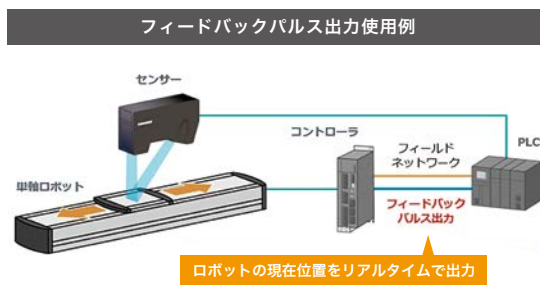 フィードバックパルス出力使用例
センサー
コントローラ
PLC
フィールド
ネットワーク
単軸ロボット
フィードバック
パルス出力
ロボットの現在位置をリアルタイムで出力